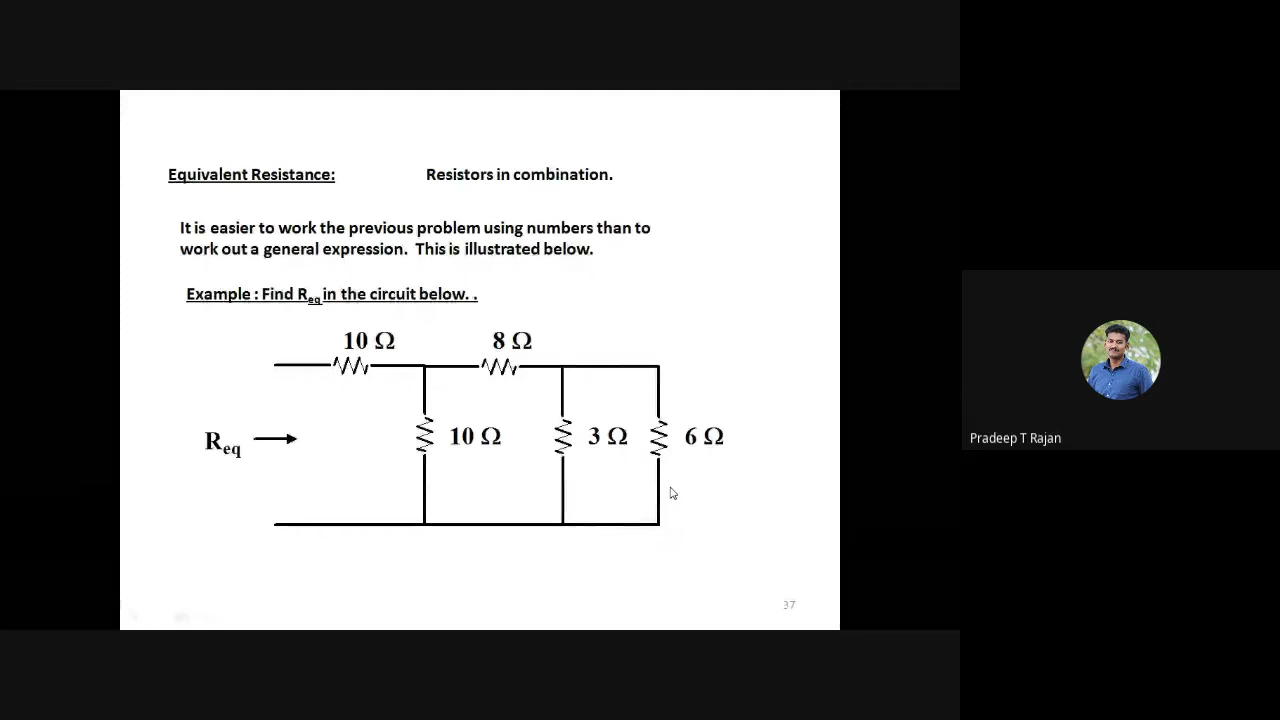 Equivalent Resistance: Resistors in combination.
It is easier to work the previous problem using numbers than to
work out a general expression. This is illustrated below.
Example : Find Req in the circuit below. .
10 Ω 8 Ω
Req 10 Ω 3 Ω 6 Ω
Pradeep T Rajan
37